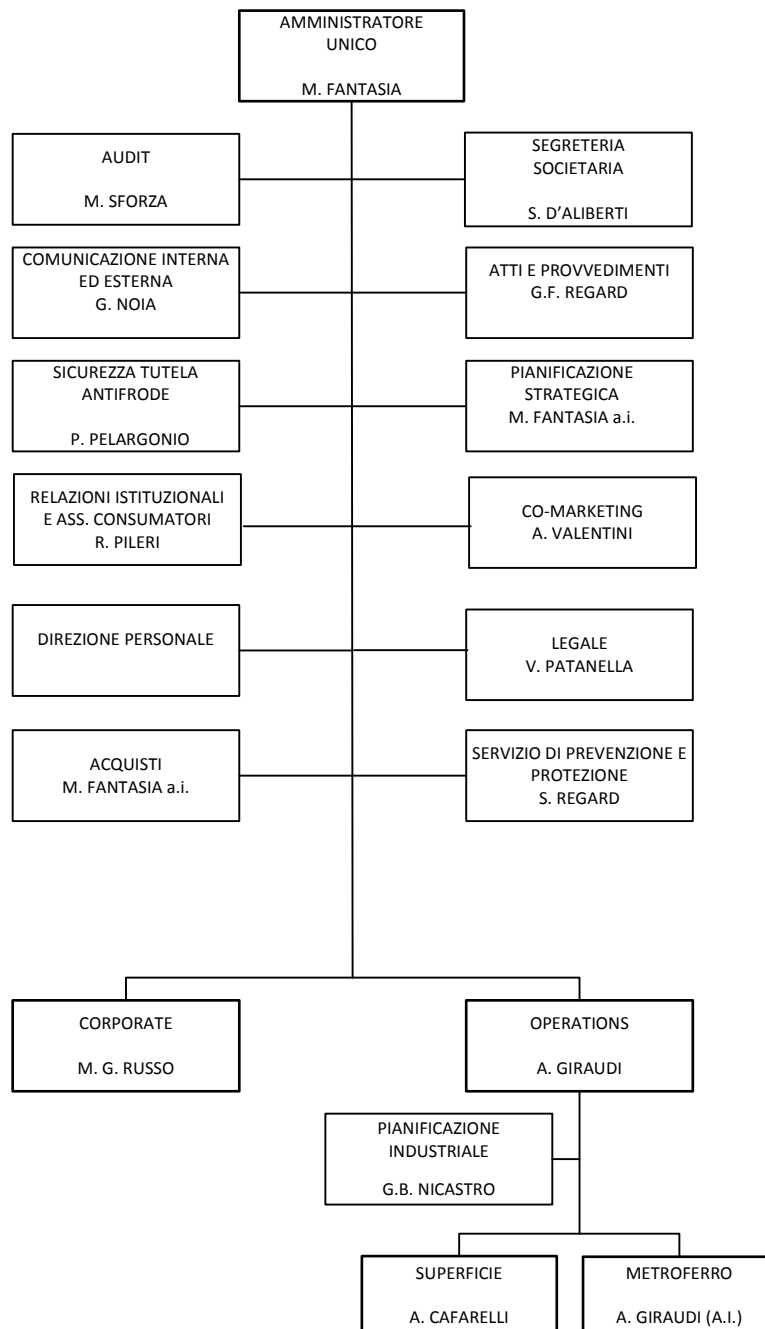 AMMINISTRATORE
UNICO
M. FANTASIA
AUDIT
M. SFORZA
SEGRETERIA
SOCIETARIA
S. D’ALIBERTI
COMUNICAZIONE INTERNA
ED ESTERNA
G. NOIA
ATTI E PROVVEDIMENTI
G.F. REGARD
SICUREZZA TUTELA
ANTIFRODE
P. PELARGONIO
PIANIFICAZIONE
STRATEGICA
M. FANTASIA a.i.
RELAZIONI ISTITUZIONALI
E ASS. CONSUMATORI
R. PILERI
CO-MARKETING
A. VALENTINI
DIREZIONE PERSONALE
LEGALE
V. PATANELLA
ACQUISTI
M. FANTASIA a.i.
SERVIZIO DI PREVENZIONE E
PROTEZIONE
S. REGARD
CORPORATE
M. G. RUSSO
OPERATIONS
A. GIRAUDI
PIANIFICAZIONE
INDUSTRIALE
G.B. NICASTRO
SUPERFICIE
A. CAFARELLI
METROFERRO
A. GIRAUDI (A.I.)